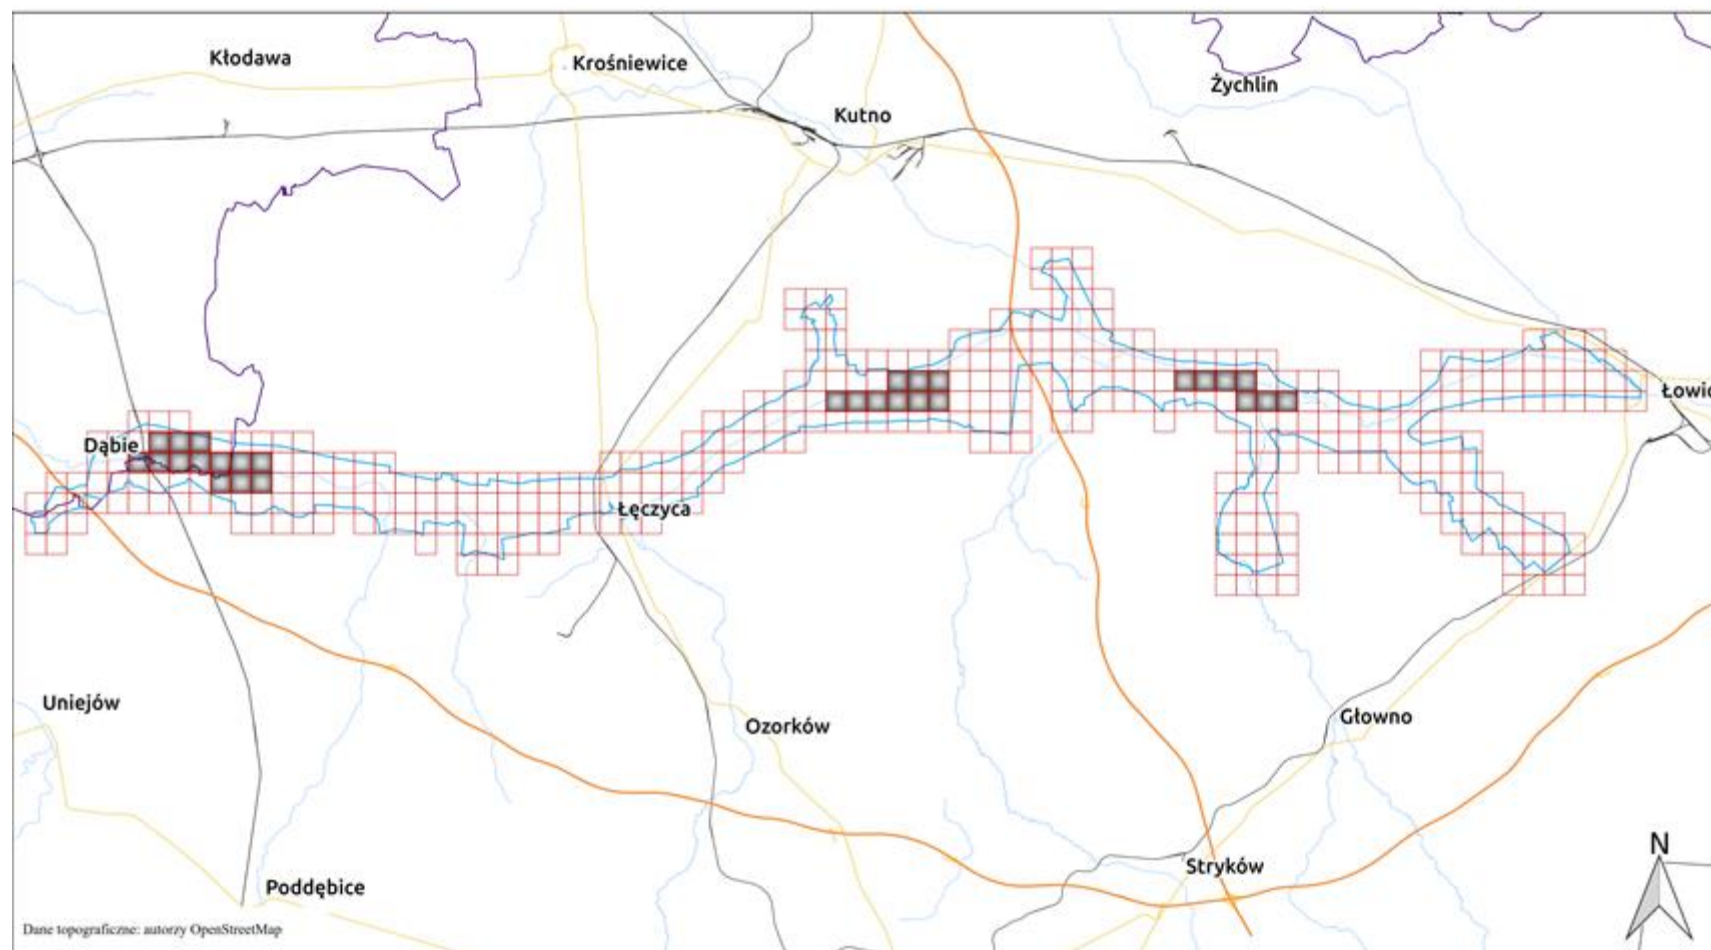 Kłodawa
Krośniewice
Żychlin
Kutno
Łowic
Dąbie
Łęczyca
Uniejów
Ozorków
Głowno
Stryków
Poddębice
N
Dane topograficzne: autorzy OpenStreetMap